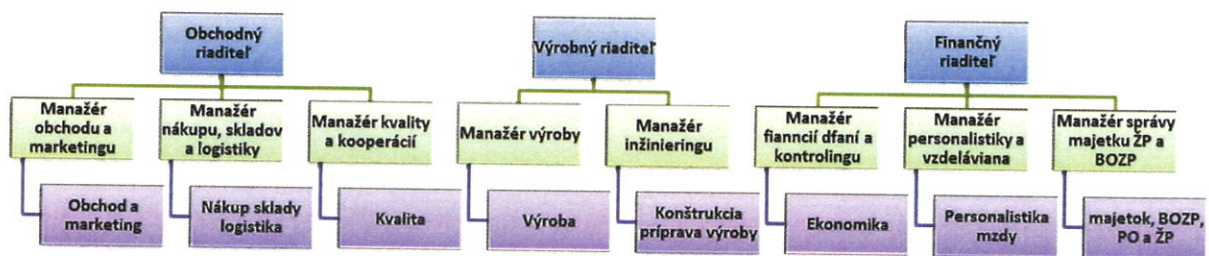 Obchodný
riaditeľ
Výrobný riaditeľ
Finančný
riaditeľ
Manažér
obchodu a
marketingu
Manažér
nákupu, skladov
a logistiky
Manažér kvality
a kooperácií
Manažér výroby
Manažér
inžinieringu
Manažér
fianncií dfaní a
kontrolingu
Manažér
personalistiky a
vzdelávania
Manažér správy
majetku ŽP a
BOZP
Obchod a
marketing
Nákup sklady
logistika
Kvalita
Výroba
Konštrukcia
príprava výroby
Ekonomika
Personalistika
mzdy
majetok, BOZP,
PO a ŽP